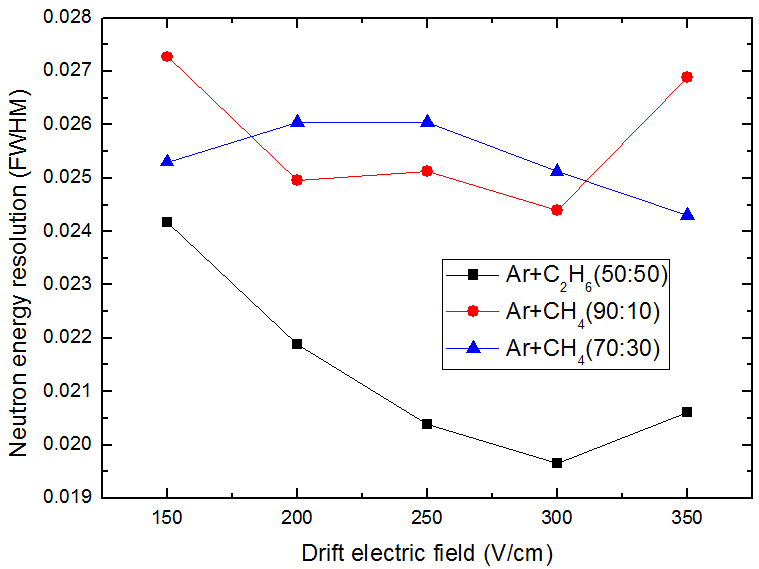 0.028
0.027
0.026
0.025
0.024
0.023
0.022
0.021
0.020
0.019
Neutron energy resolution (FWHM)
Ar+C₂H₆(50:50)
Ar+CH₄(90:10)
Ar+CH₄(70:30)
150 200 250 300 350
Drift electric field (V/cm)